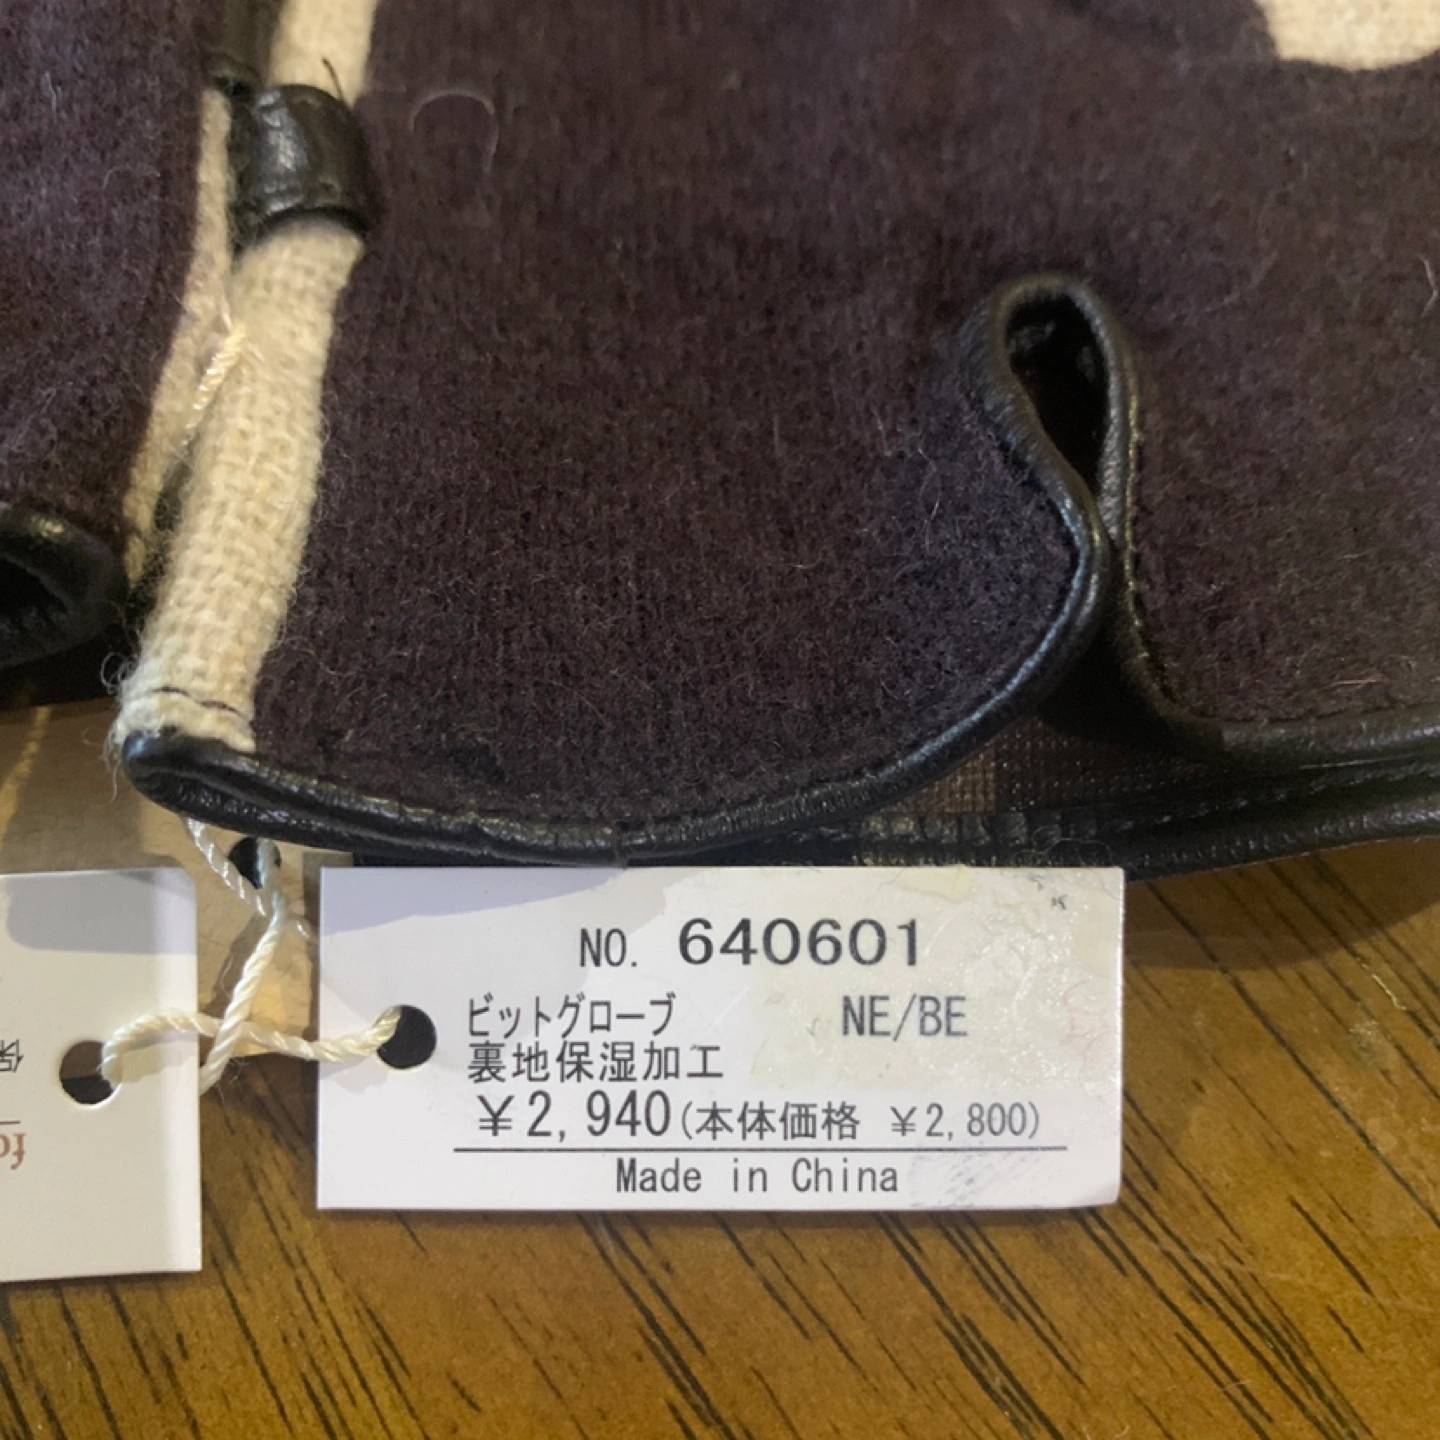 NO. 640601
ビットグローブ NE/BE
裏地保湿加工
￥2,940(本体価格 ￥2,800)
Made in China